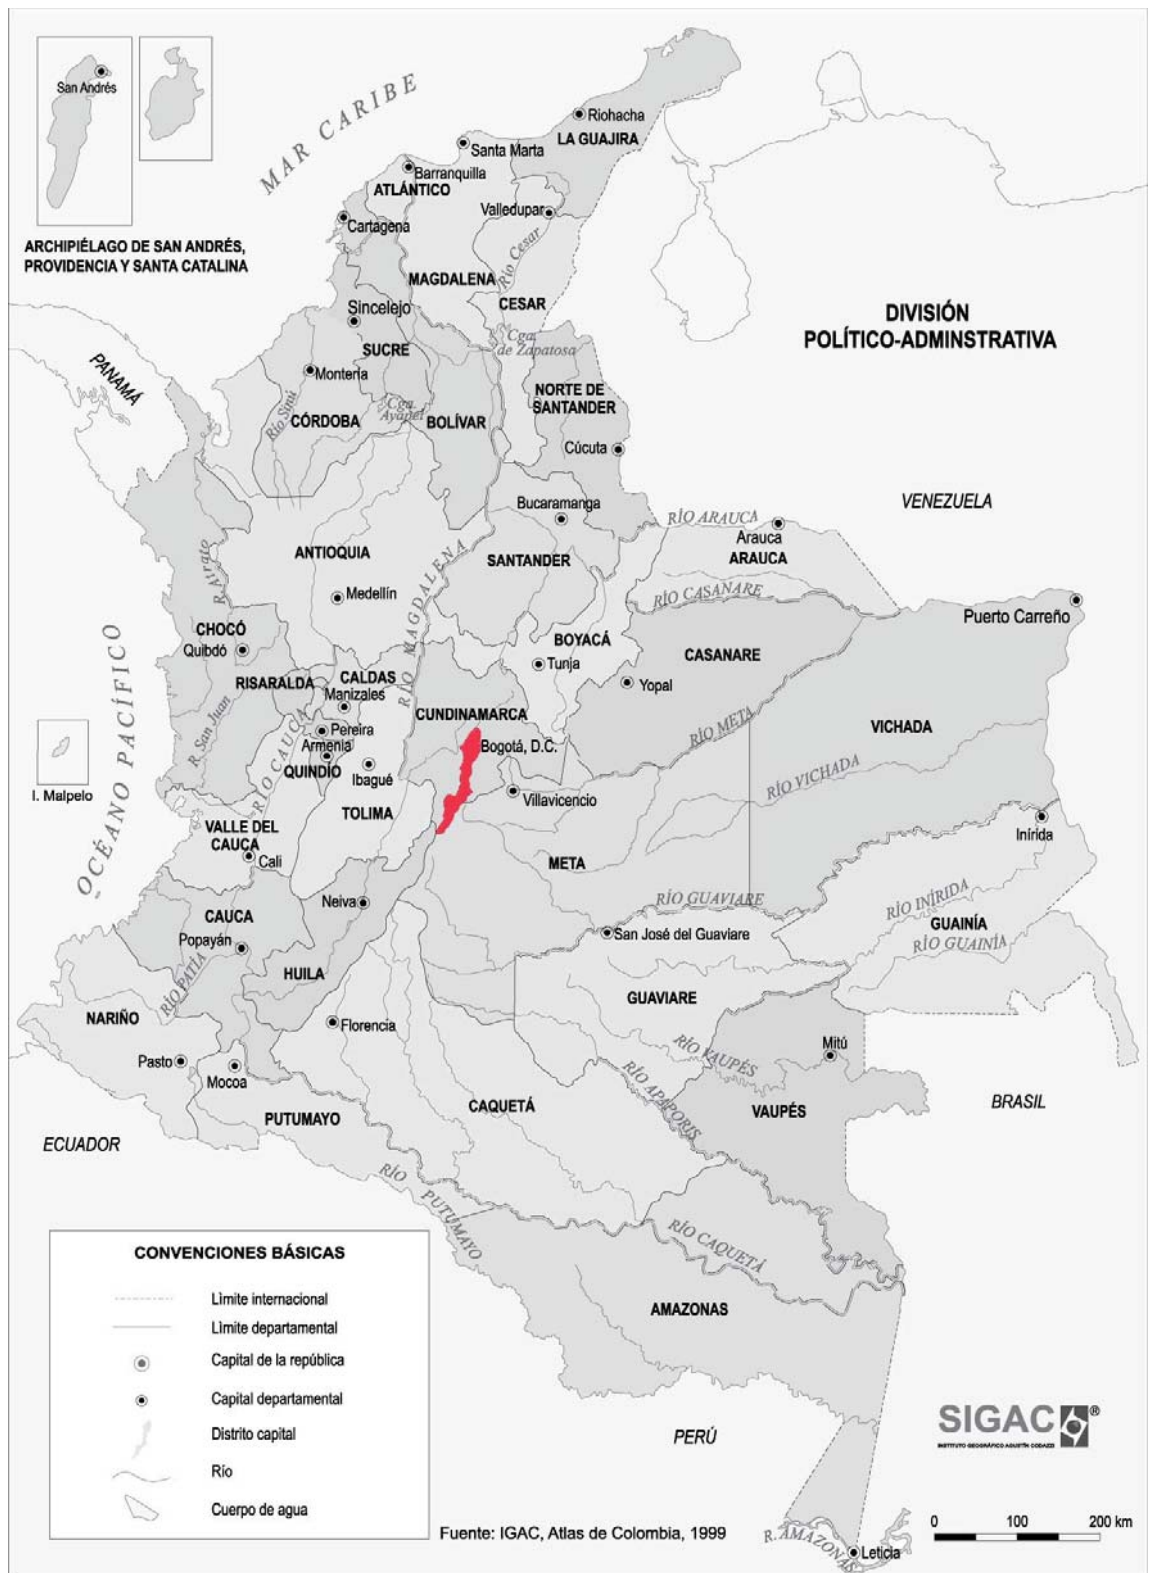 San Andrés
ARCHIPIÉLAGO DE SAN ANDRÉS,
PROVIDENCIA Y SANTA CATALINA
MAR CARIBE
Riohacha
LA GUAJIRA
Santa Marta
Barranquilla
ATLÁNTICO
Valledupar
Cartagena
Río Cesar
MAGDALENA
CESAR
DIVISIÓN
POLÍTICO-ADMINSTRATIVA
Sincelejo
Cga.
de Zapatosa
SUCRE
PANAMÁ
Montería
NORTE DE
SANTANDER
Río Sinú
Cga.
Ayapel
CÓRDOBA
BOLÍVAR
Cúcuta
VENEZUELA
Bucaramanga
RÍO ARAUCA
Arauca
ARAUCA
ANTIOQUIA
SANTANDER
R. Atrato
RÍO MAGDALENA
Medellín
RÍO CASANARE
Puerto Carreño
CHOCÓ
Quibdó
BOYACÁ
Tunja
CASANARE
Yopal
OCÉANO PACÍFICO
RISARALDA
CALDAS
Manizales
CUNDINAMARCA
R. San Juan
RÍO CAUCA
Pereira
Armenia
QUINDÍO
Ibagué
Bogotá, D.C.
RÍO META
VICHADA
RÍO VICHADA
I. Malpelo
Villavicencio
TOLIMA
VALLE DEL
CAUCA
Cali
META
Inírida
Neiva
RÍO GUAVIARE
RÍO INÍRIDA
CAUCA
Popayán
San José del Guaviare
GUAINÍA
RÍO GUAINÍA
RÍO PATÍA
HUILA
GUAVIARE
NARIÑO
Florencia
Pasto
Mocoa
RÍO VAUPÉS
Mitú
RÍO APAPORIS
CAQUETÁ
VAUPÉS
BRASIL
PUTUMAYO
ECUADOR
RÍO PUTUMAYO
RÍO CAQUETÁ
AMAZONAS
CONVENCIONES BÁSICAS
Lìmite internacional
Lìmite departamental
Capital de la república
Capital departamental
Distrito capital
Río
Cuerpo de agua
PERÚ
SIGAC®
INSTITUTO GEOGRÁFICO AGUSTÍN CODAZZI
Fuente: IGAC, Atlas de Colombia, 1999
0 100 200 km
R. AMAZONAS
Leticia